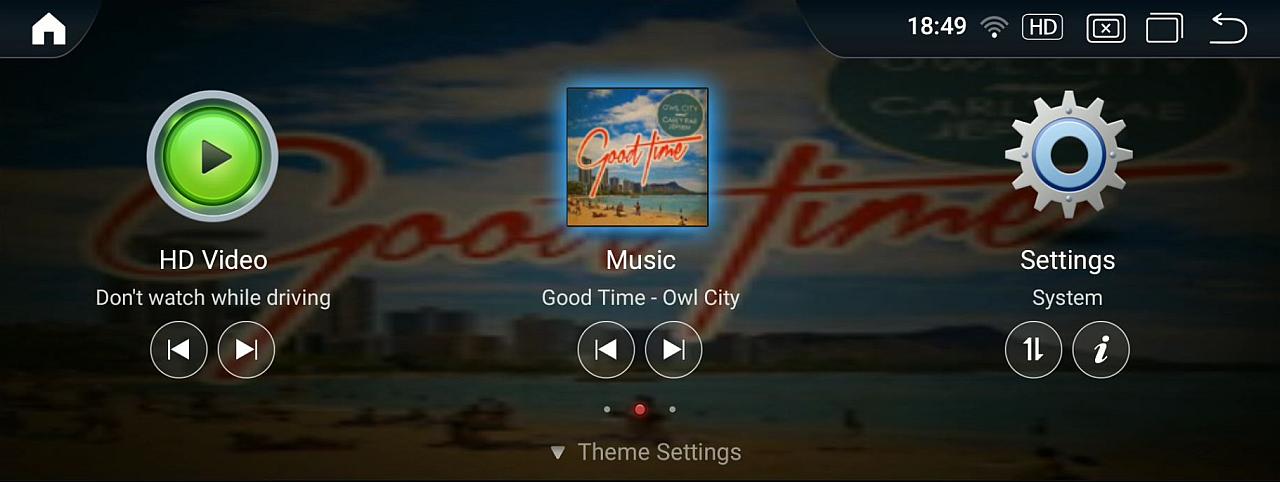 18:49 HD
OWL CITY
CARLY RAE
JEPSEN
Good Time
HD Video
Music
Settings
Don't watch while driving
Good Time - Owl City
System
Theme Settings